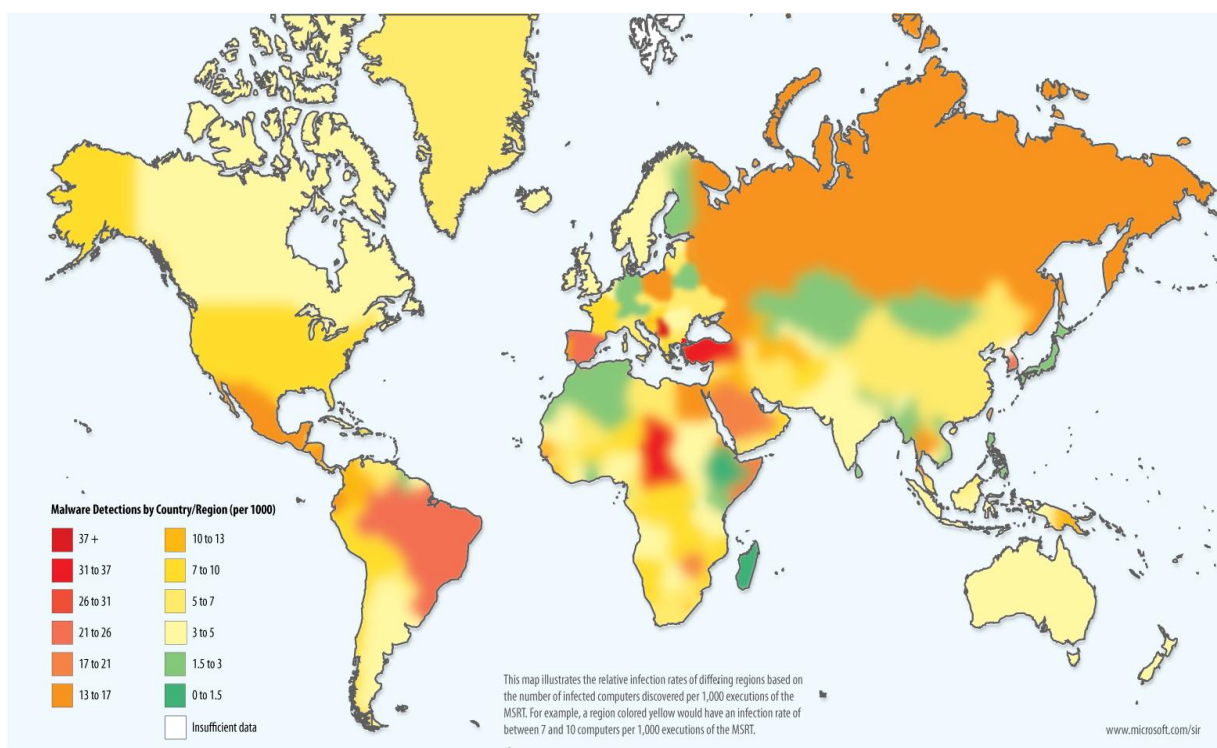 Malware Detections by Country/Region (per 1000)
37 +
31 to 37
26 to 31
21 to 26
17 to 21
13 to 17
10 to 13
7 to 10
5 to 7
3 to 5
1.5 to 3
0 to 1.5
Insufficient data
This map illustrates the relative infection rates of differing regions based on
the number of infected computers discovered per 1,000 executions of the
MSRT. For example, a region colored yellow would have an infection rate of
between 7 and 10 computers per 1,000 executions of the MSRT.
www.microsoft.com/sir